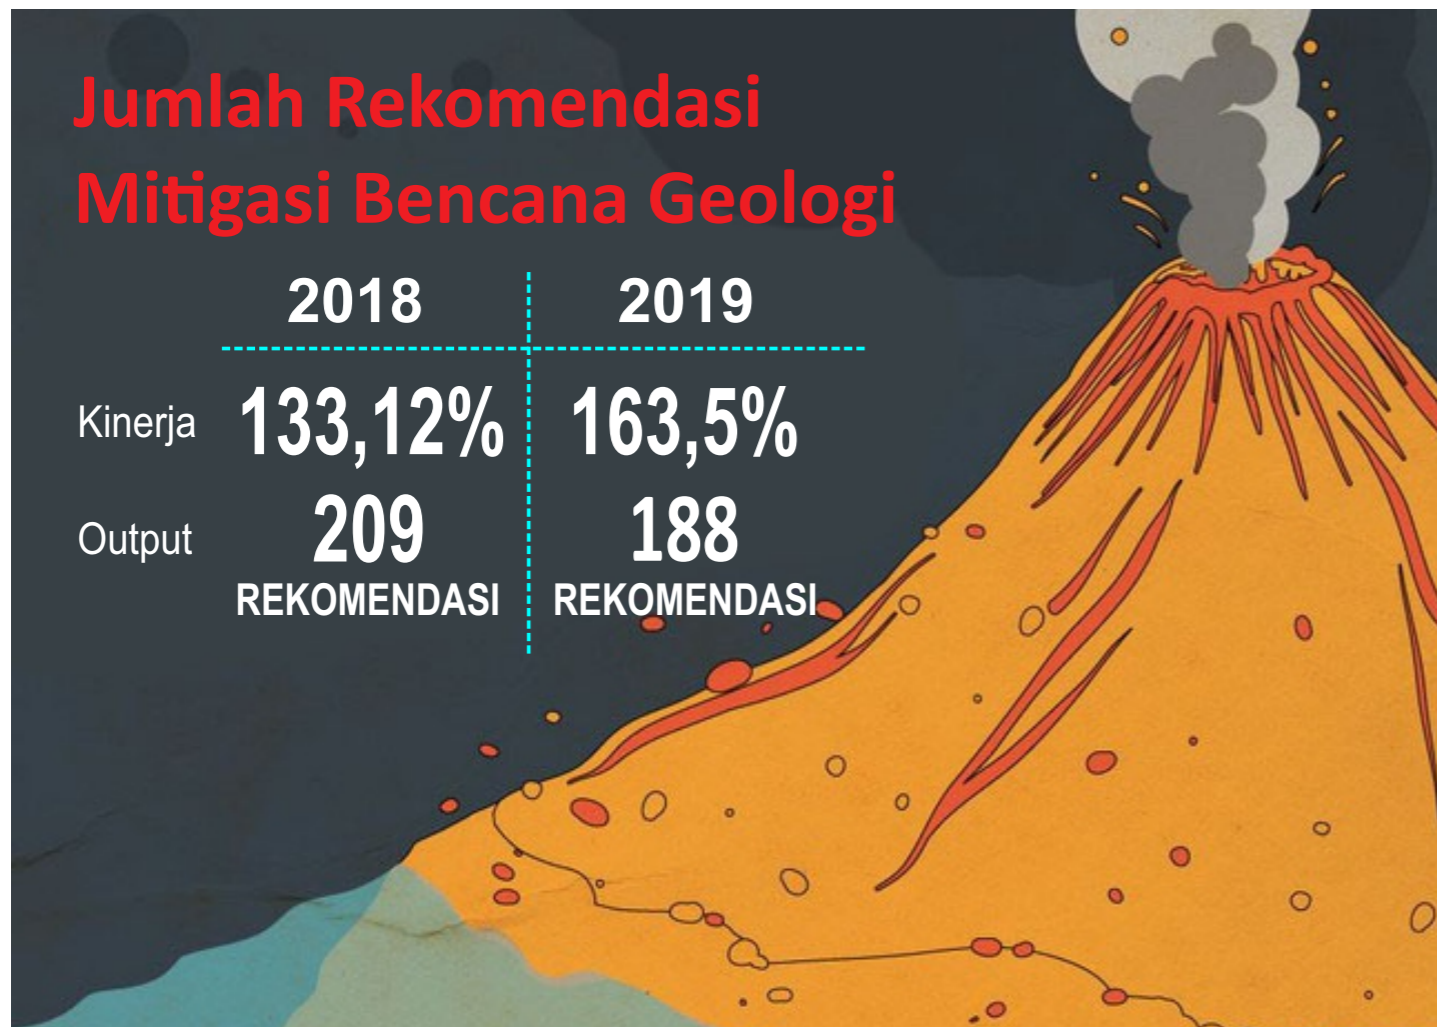 Jumlah Rekomendasi
Mitigasi Bencana Geologi
2018 2019
Kinerja 133,12% 163,5%
Output 209 188
REKOMENDASI REKOMENDASI